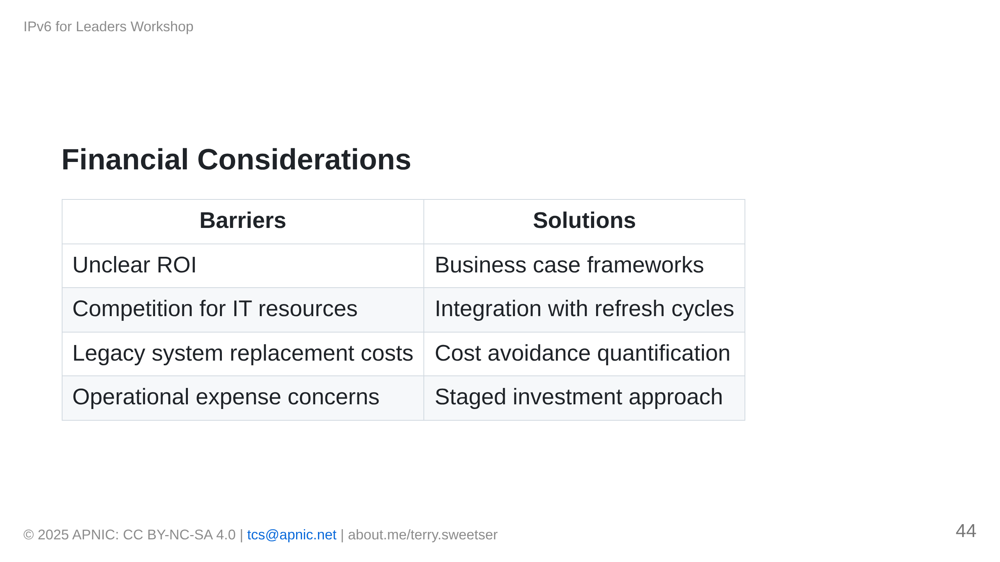 IPv6 for Leaders Workshop
Financial Considerations
Barriers Solutions
Unclear ROI Business case frameworks
Competition for IT resources Integration with refresh cycles
Legacy system replacement costs Cost avoidance quantification
Operational expense concerns Staged investment approach
© 2025 APNIC: CC BY-NC-SA 4.0 | tcs@apnic.net | about.me/terry.sweetser 44